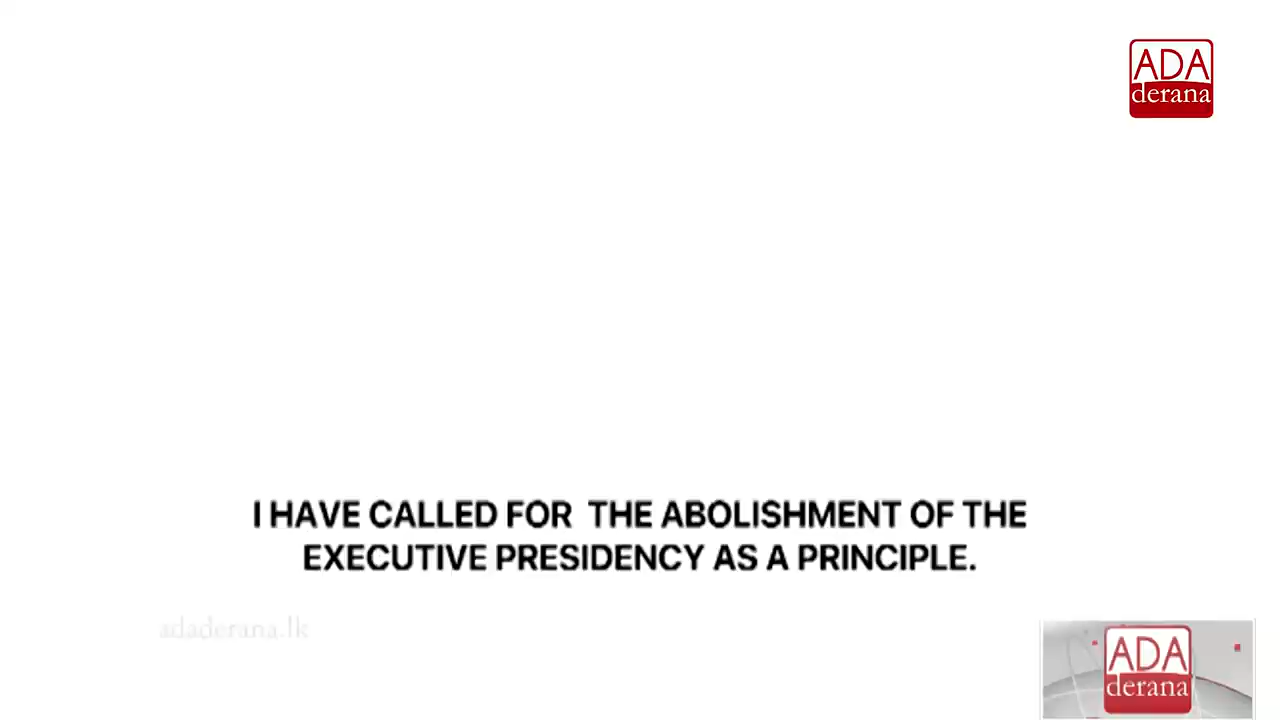 ADA
derana
I HAVE CALLED FOR THE ABOLISHMENT OF THE
EXECUTIVE PRESIDENCY AS A PRINCIPLE.
adaderana.lk
ADA
derana